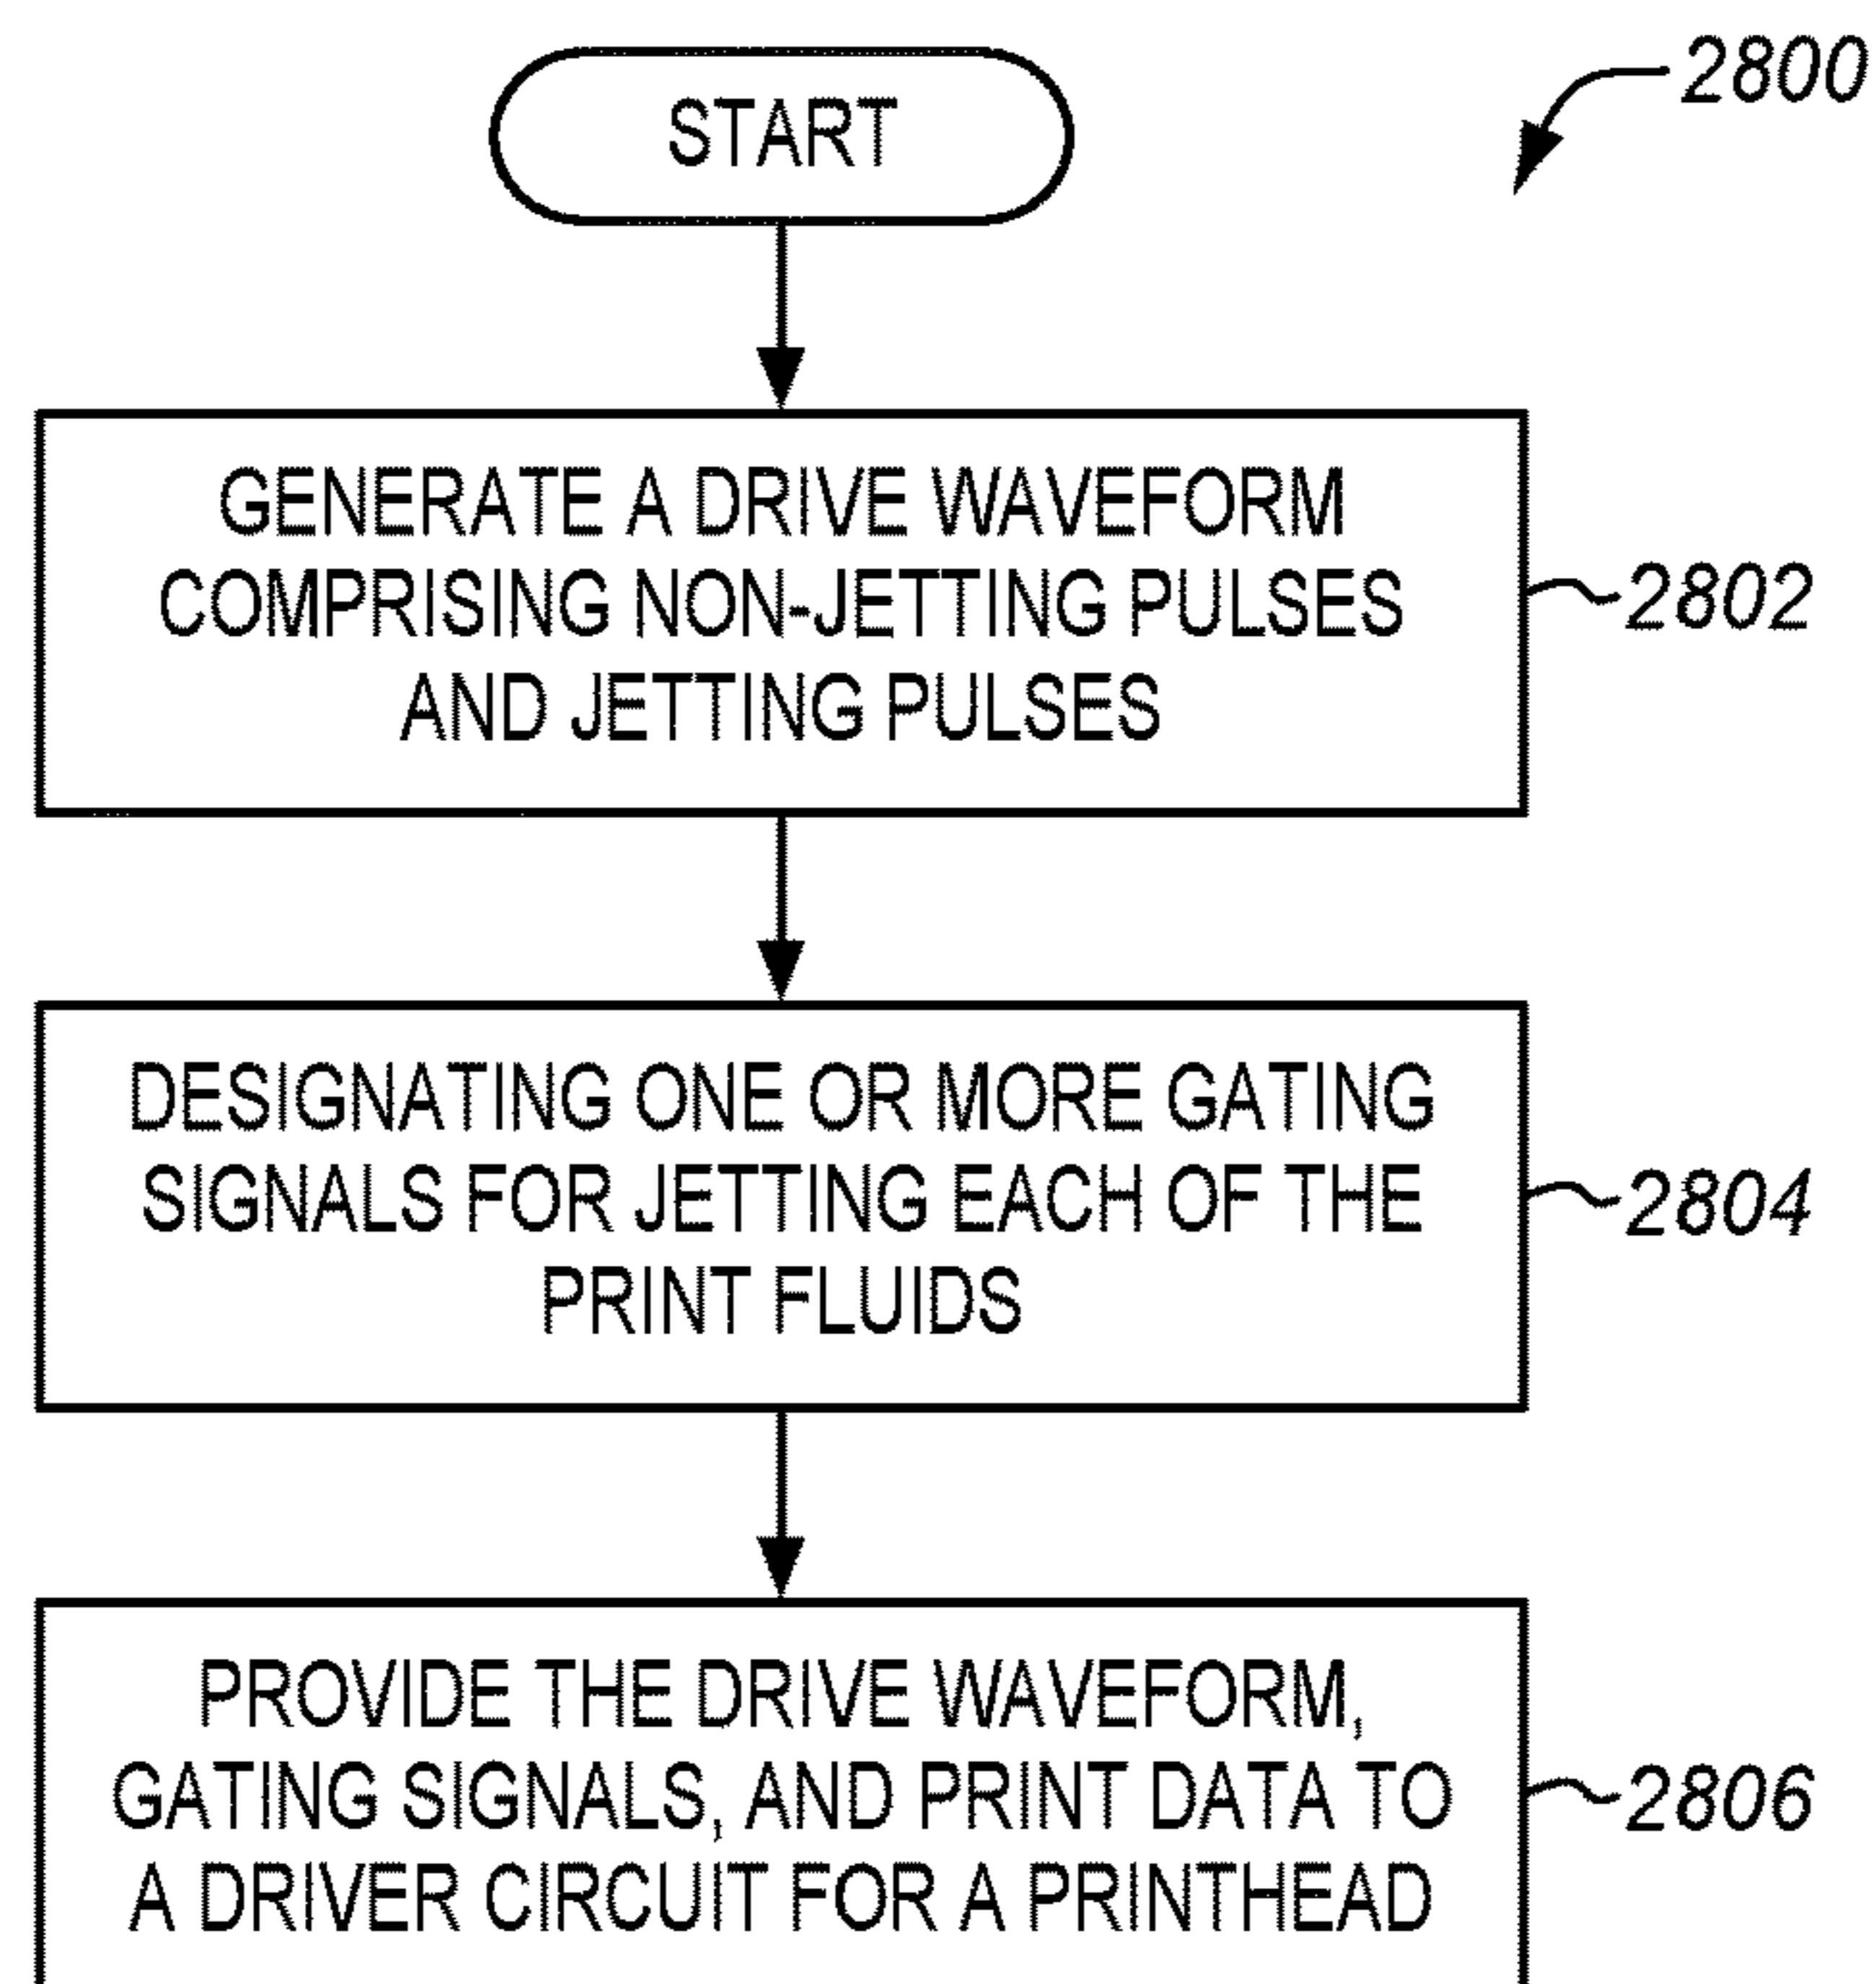 START
2800
GENERATE A DRIVE WAVEFORM
COMPRISING NON-JETTING PULSES
AND JETTING PULSES
2802
DESIGNATING ONE OR MORE GATING
SIGNALS FOR JETTING EACH OF THE
PRINT FLUIDS
2804
PROVIDE THE DRIVE WAVEFORM,
GATING SIGNALS, AND PRINT DATA TO
A DRIVER CIRCUIT FOR A PRINTHEAD
2806